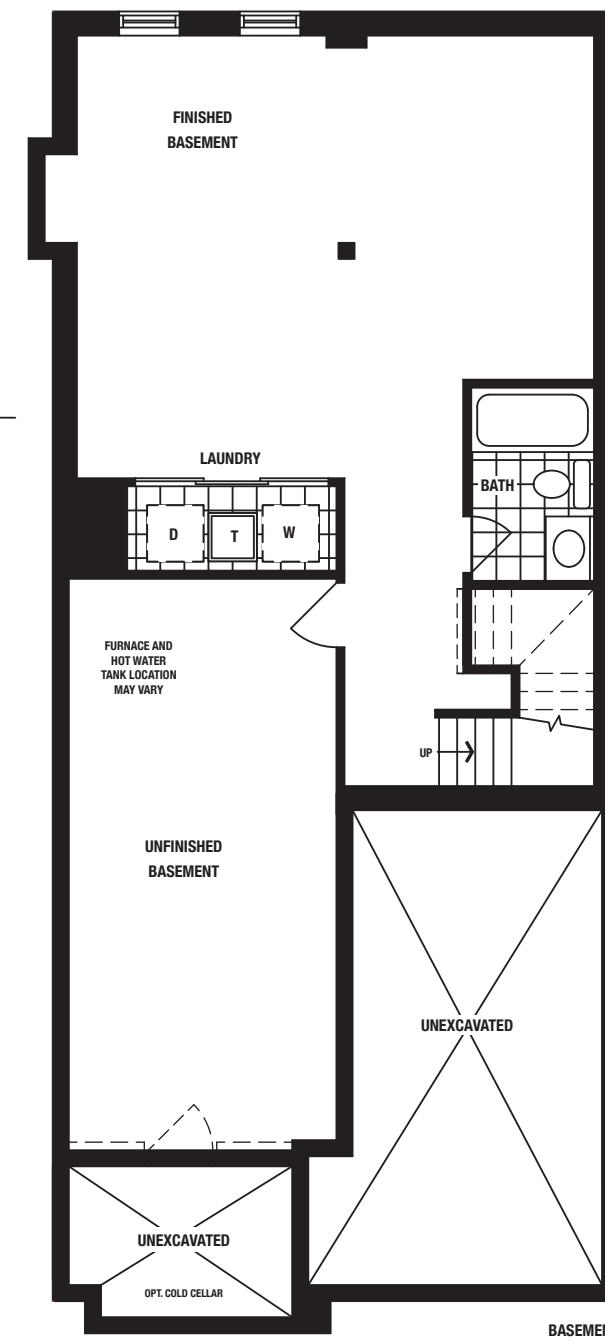 FINISHED
BASEMENT
LAUNDRY
BATH
D
T
W
FURNACE AND
HOT WATER
TANK LOCATION
MAY VARY
UP
UNFINISHED
BASEMENT
UNEXCAVATED
UNEXCAVATED
OPT. COLD CELLAR
BASEMEN